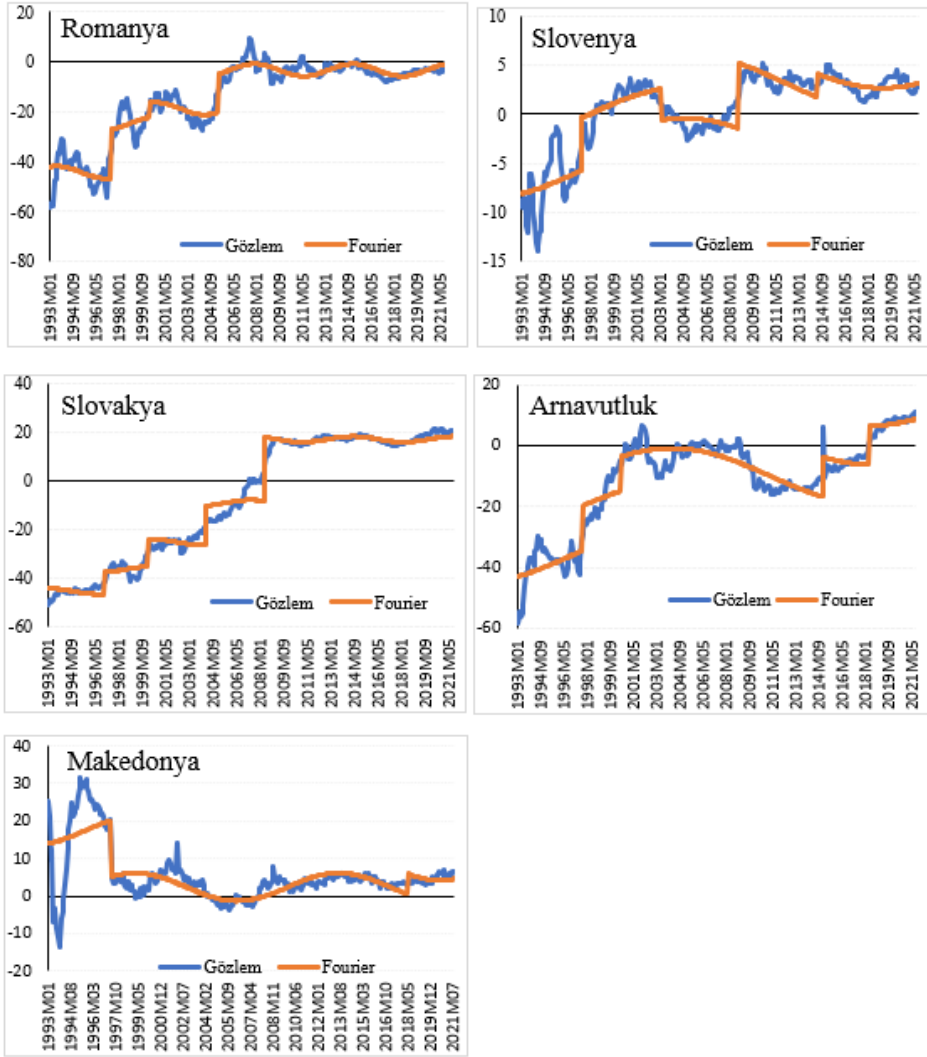 Romanya
20
0
-20
-40
-60
-80
Gözlem
Fourier
1993M01
1994M09
1996M05
1998M01
1999M09
2001M05
2003M01
2004M09
2006M05
2008M01
2009M09
2011M05
2013M01
2014M09
2016M05
2018M01
2019M09
2021M05
Slovenya
10
5
0
-5
-10
-15
Gözlem
Fourier
1993M01
1994M09
1996M05
1998M01
1999M09
2001M05
2003M01
2004M09
2006M05
2008M01
2009M09
2011M05
2013M01
2014M09
2016M05
2018M01
2019M09
2021M05
Slovakya
40
20
0
-20
-40
-60
Gözlem
Fourier
1993M01
1994M09
1996M05
1998M01
1999M09
2001M05
2003M01
2004M09
2006M05
2008M01
2009M09
2011M05
2013M01
2014M09
2016M05
2018M01
2019M09
2021M05
Arnavutluk
20
0
-20
-40
-60
Gözlem
Fourier
1993M01
1994M09
1996M05
1998M01
1999M09
2001M05
2003M01
2004M09
2006M05
2008M01
2009M09
2011M05
2013M01
2014M09
2016M05
2018M01
2019M09
2021M05
Makedonya
40
30
20
10
0
-10
-20
Gözlem
Fourier
1993M01
1994M08
1996M03
1997M10
1999M05
2000M12
2002M07
2004M02
2005M09
2007M04
2008M11
2010M06
2012M01
2013M08
2015M03
2016M10
2018M05
2019M12
2021M07